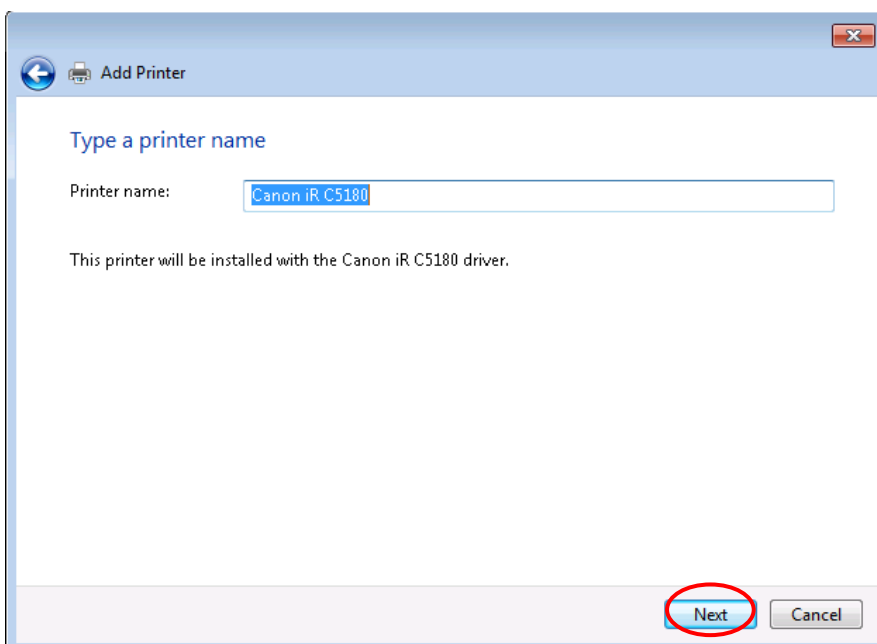 Add Printer
Type a printer name
Printer name:
Canon iR C5180
This printer will be installed with the Canon iR C5180 driver.
Next
Cancel